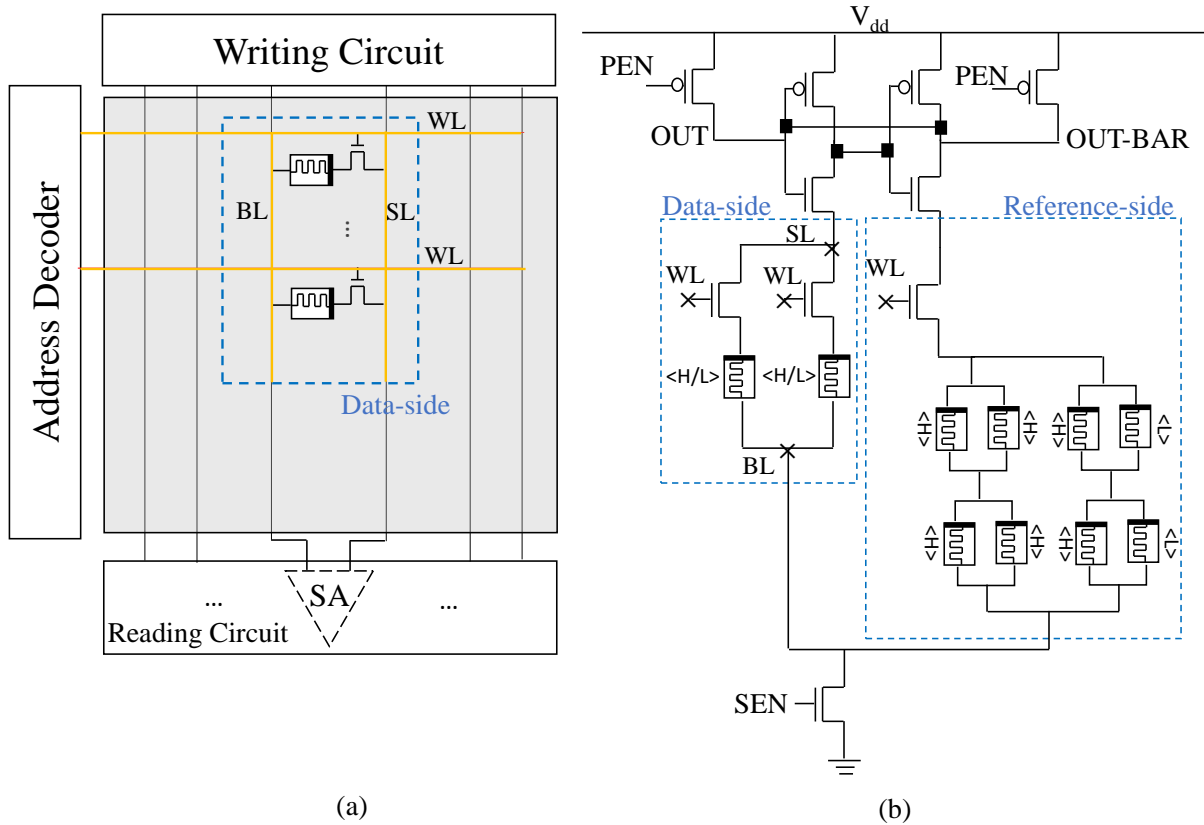 Writing Circuit
Address Decoder
WL
BL
SL
...
WL
Data-side
SA
...
...
Reading Circuit
(a)
Vdd
PEN
PEN
OUT
OUT-BAR
Data-side
Reference-side
SL
WL
WL
WL
<H/L>
<H/L>
BL
<H>
<H>
<H>
<L>
<H>
<H>
<H>
<L>
SEN
(b)